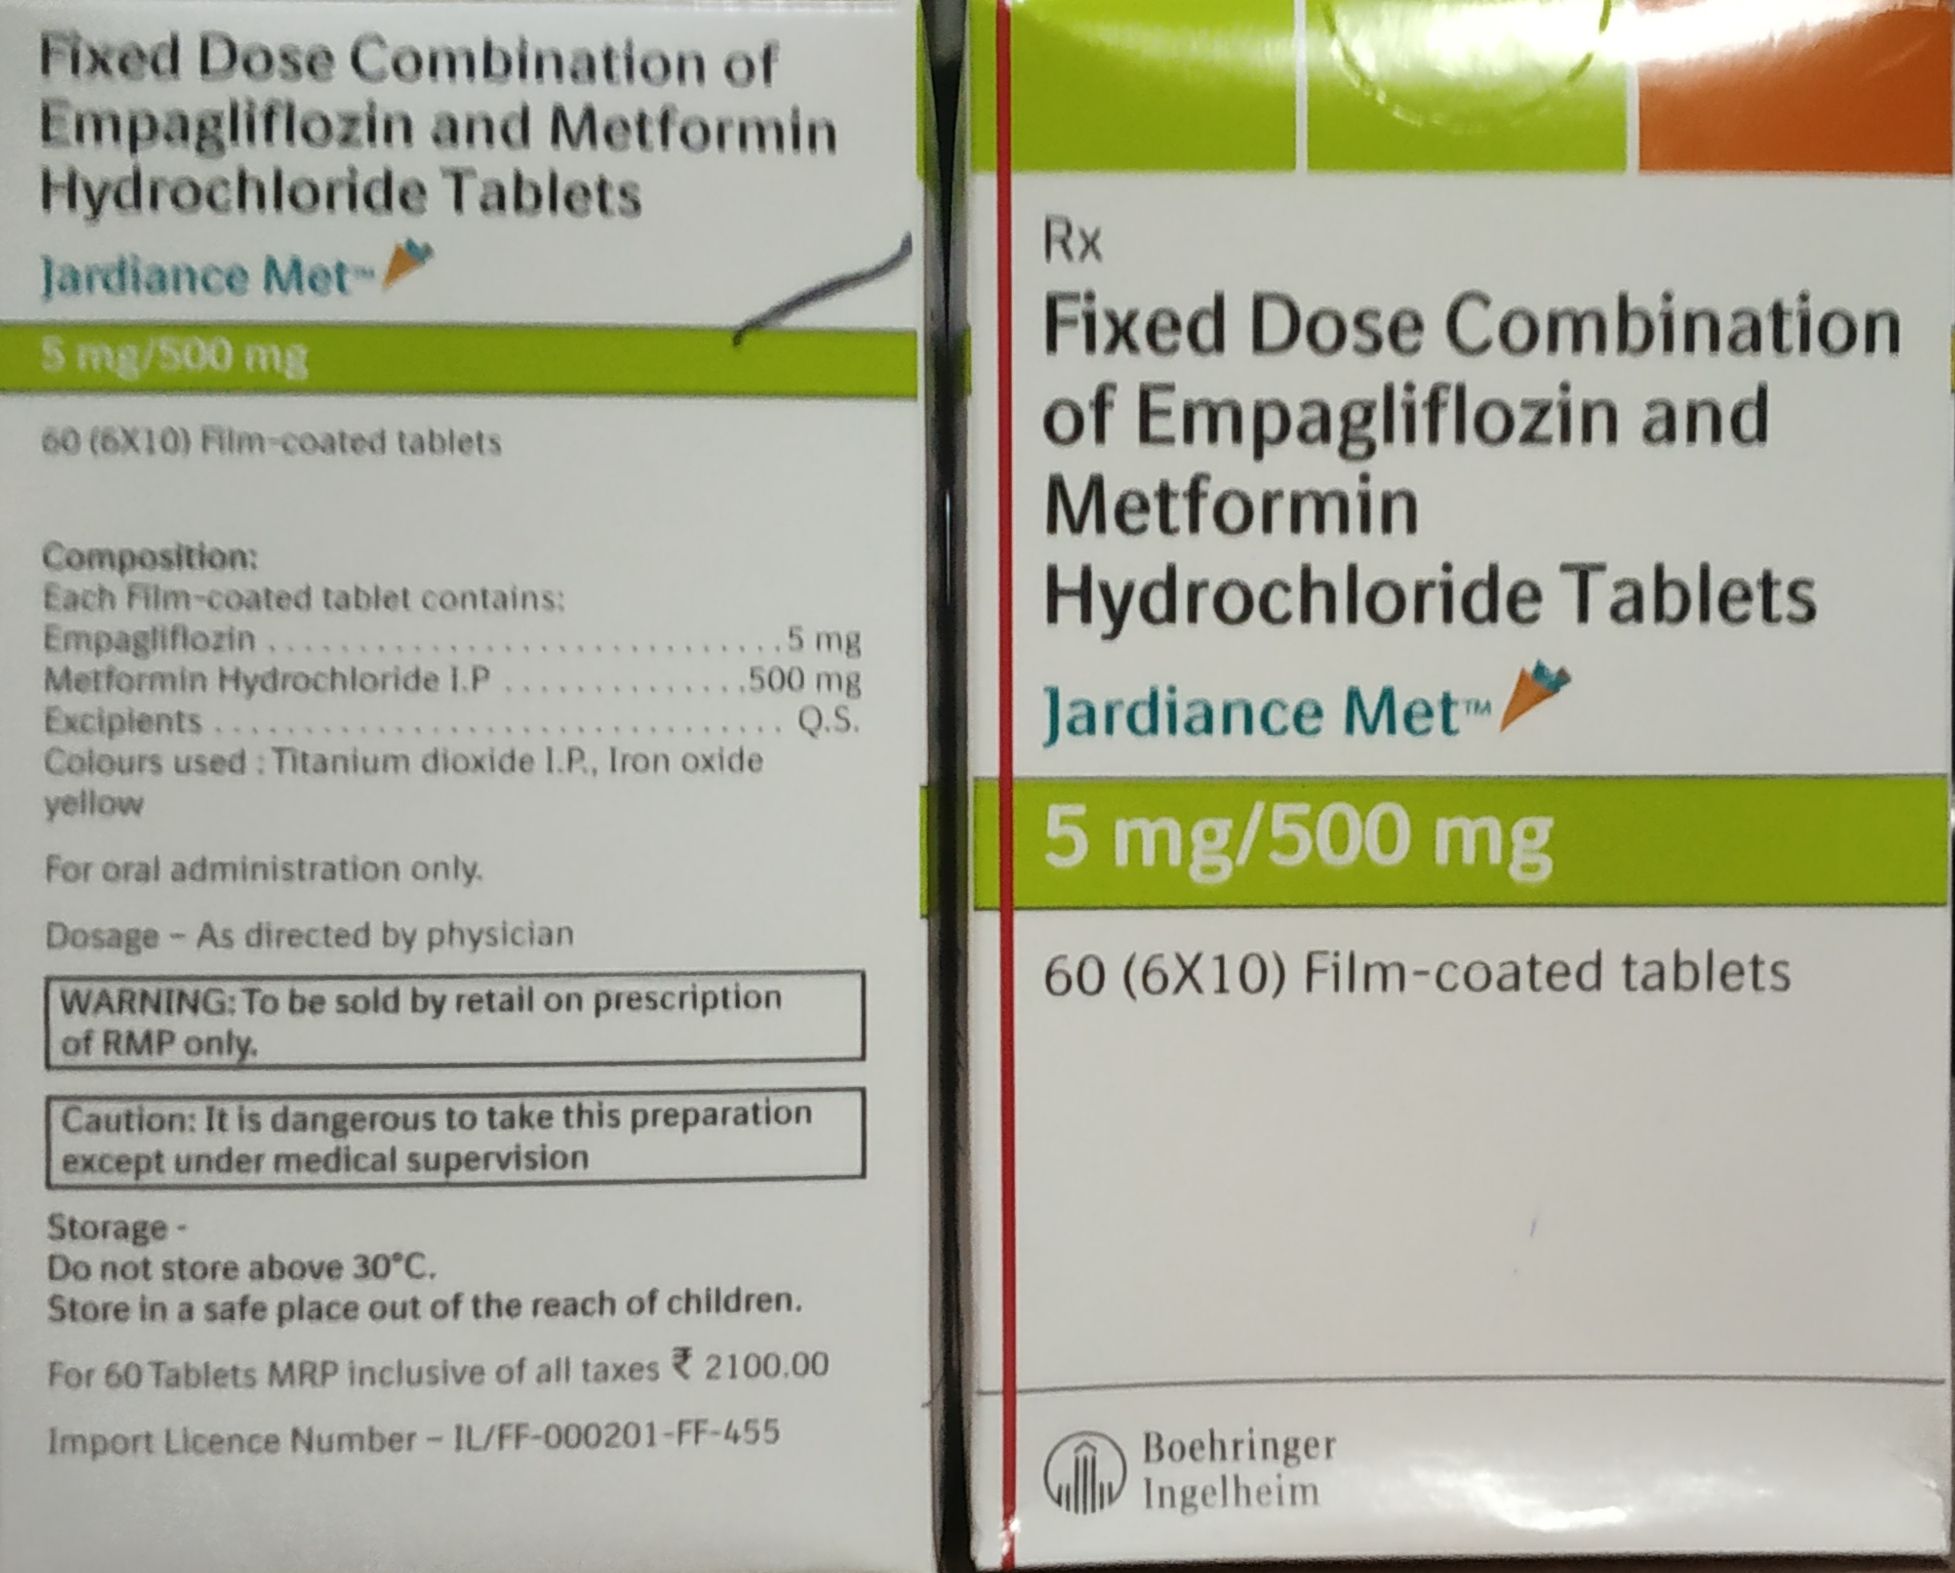 Fixed Dose Combination of
Empagliflozin and Metformin
Hydrochloride Tablets
Jardiance Met™
5 mg/500 mg
60 (6X10) Film-coated tablets
Composition:
Each Film-coated tablet contains:
Empagliflozin ..............................5 mg
Metformin Hydrochloride I.P ..............500 mg
Excipients .................................. Q.S.
Colours used : Titanium dioxide I.P., Iron oxide
yellow
For oral administration only.
Dosage – As directed by physician
WARNING: To be sold by retail on prescription
of RMP only.
Caution: It is dangerous to take this preparation
except under medical supervision
Storage -
Do not store above 30°C.
Store in a safe place out of the reach of children.
For 60 Tablets MRP inclusive of all taxes ₹ 2100.00
Import Licence Number – IL/FF-000201-FF-455
Rx
Fixed Dose Combination
of Empagliflozin and
Metformin
Hydrochloride Tablets
Jardiance Met™
5 mg/500 mg
60 (6X10) Film-coated tablets
Boehringer
Ingelheim